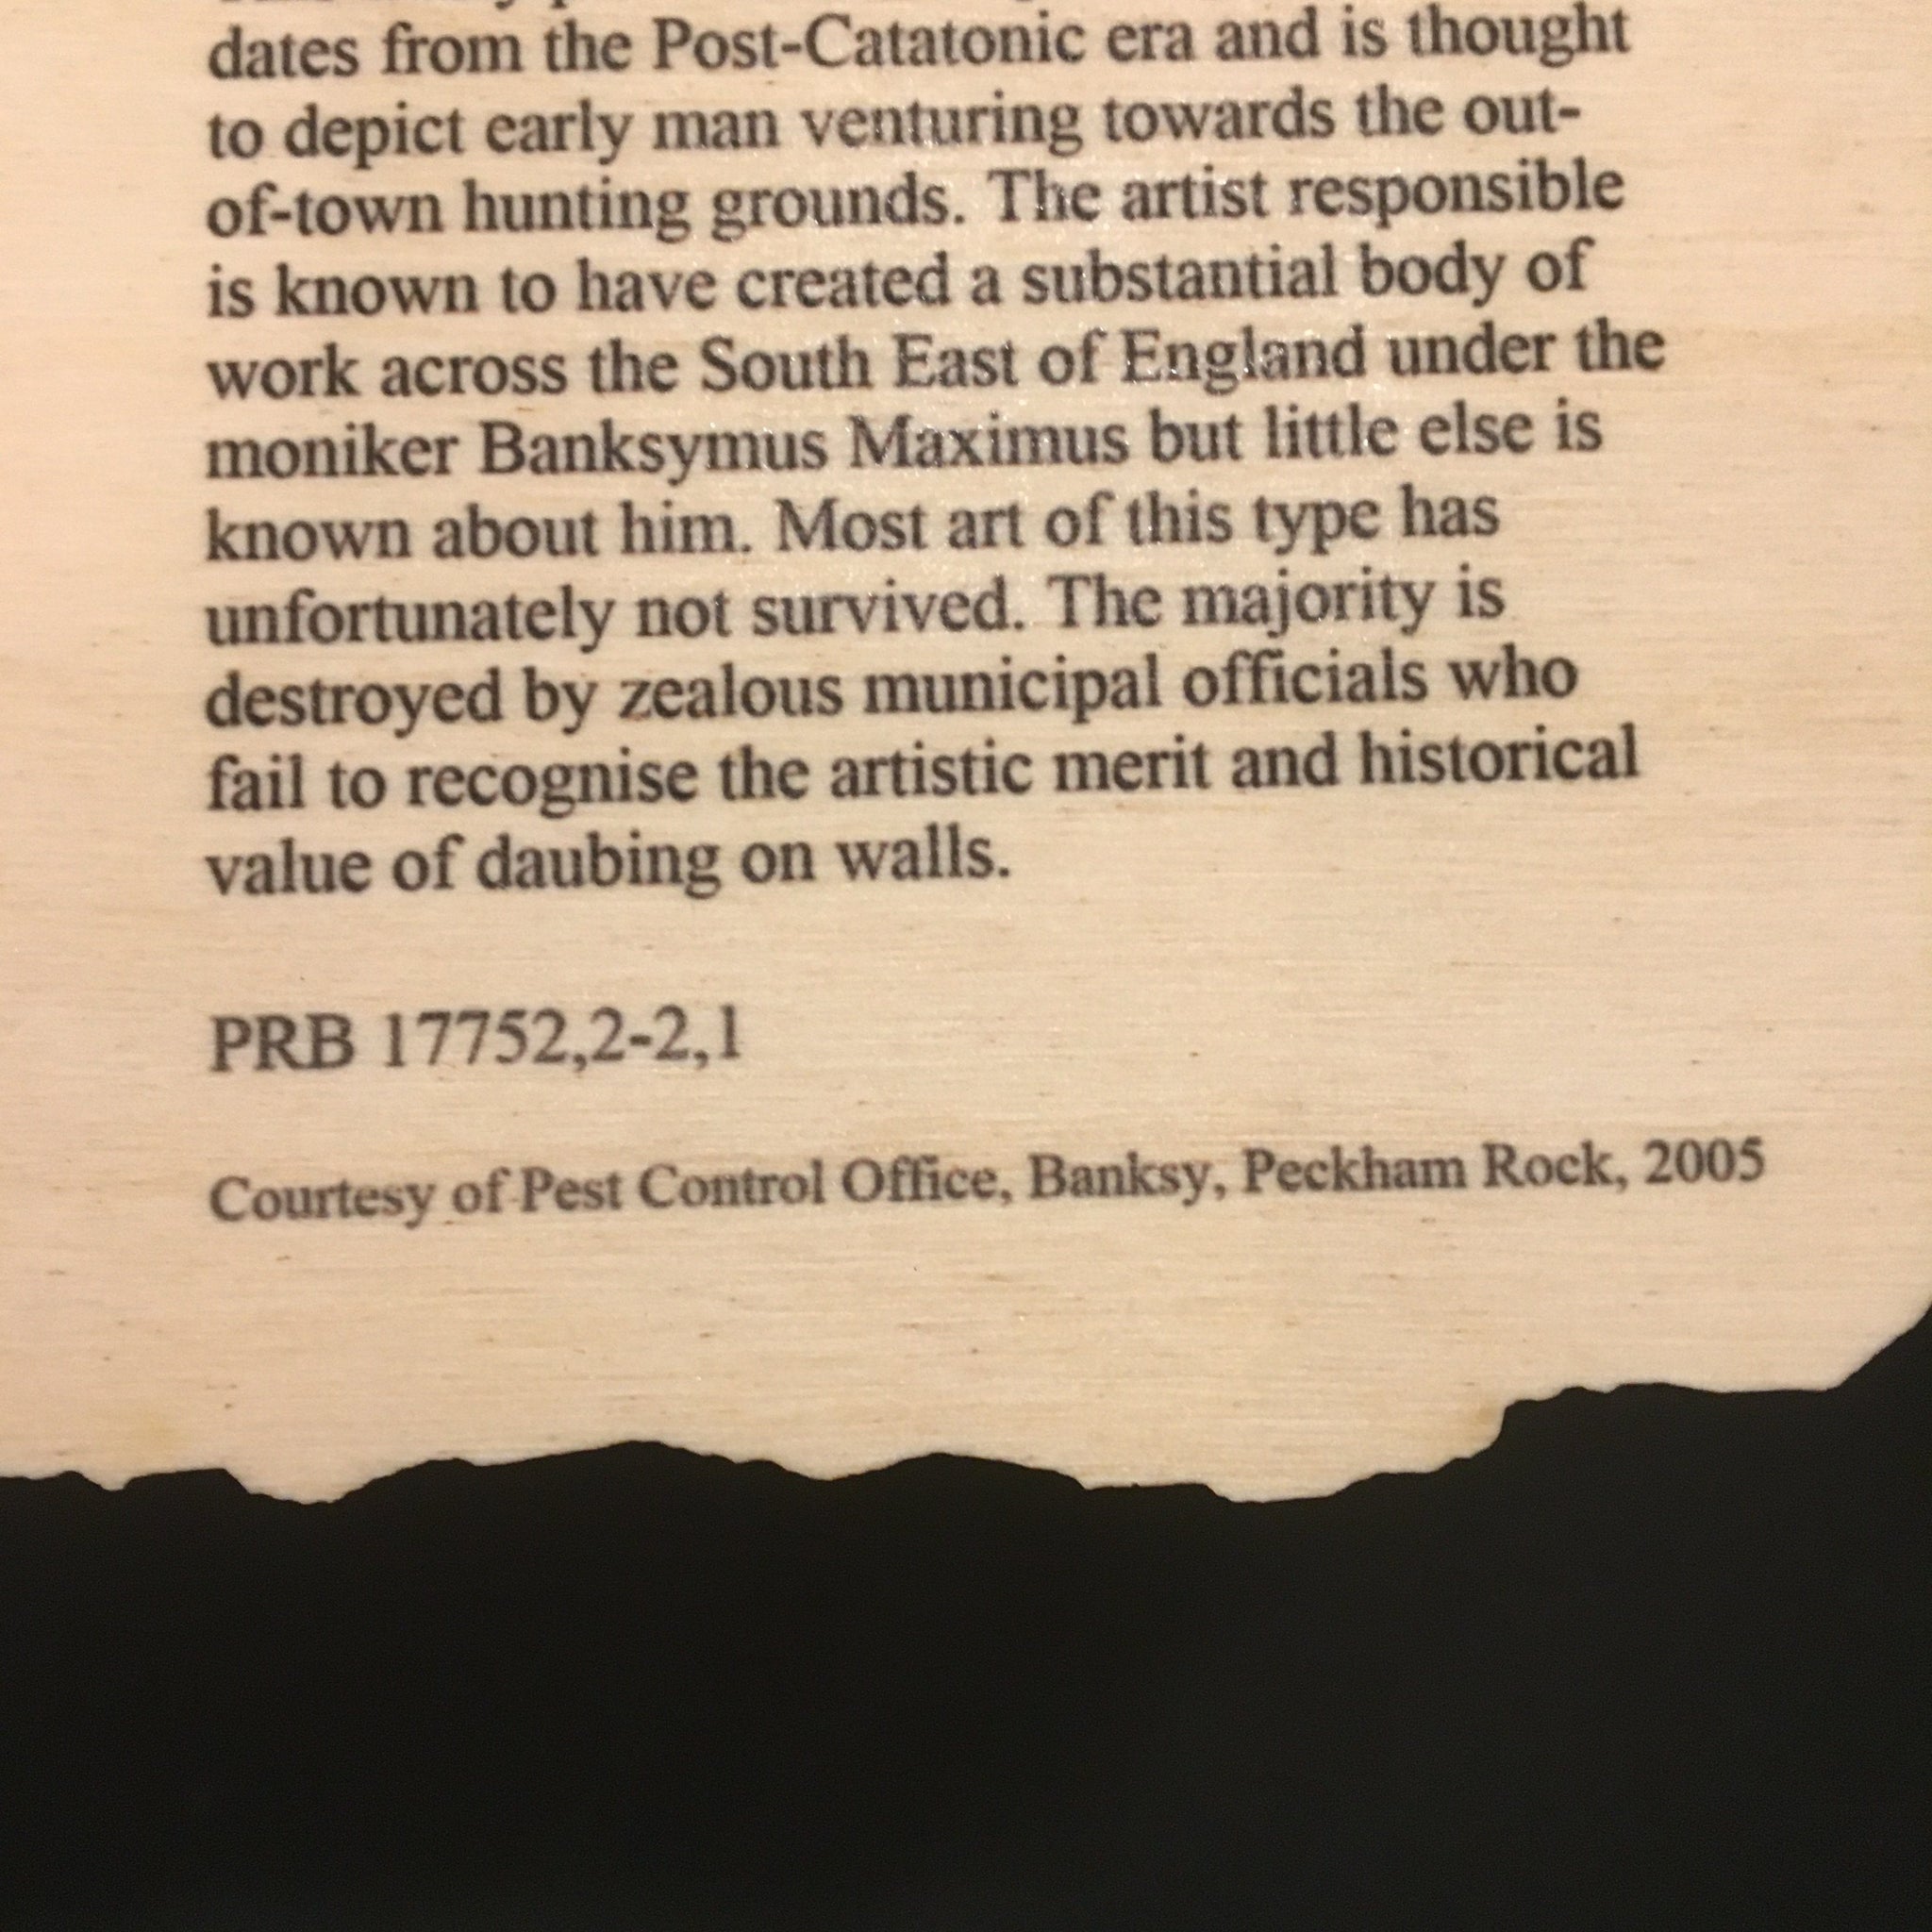 dates from the Post-Catatonic era and is thought
to depict early man venturing towards the out-
of-town hunting grounds. The artist responsible
is known to have created a substantial body of
work across the South East of England under the
moniker Banksymus Maximus but little else is
known about him. Most art of this type has
unfortunately not survived. The majority is
destroyed by zealous municipal officials who
fail to recognise the artistic merit and historical
value of daubing on walls.
PRB 17752,2-2,1
Courtesy of Pest Control Office, Banksy, Peckham Rock, 2005